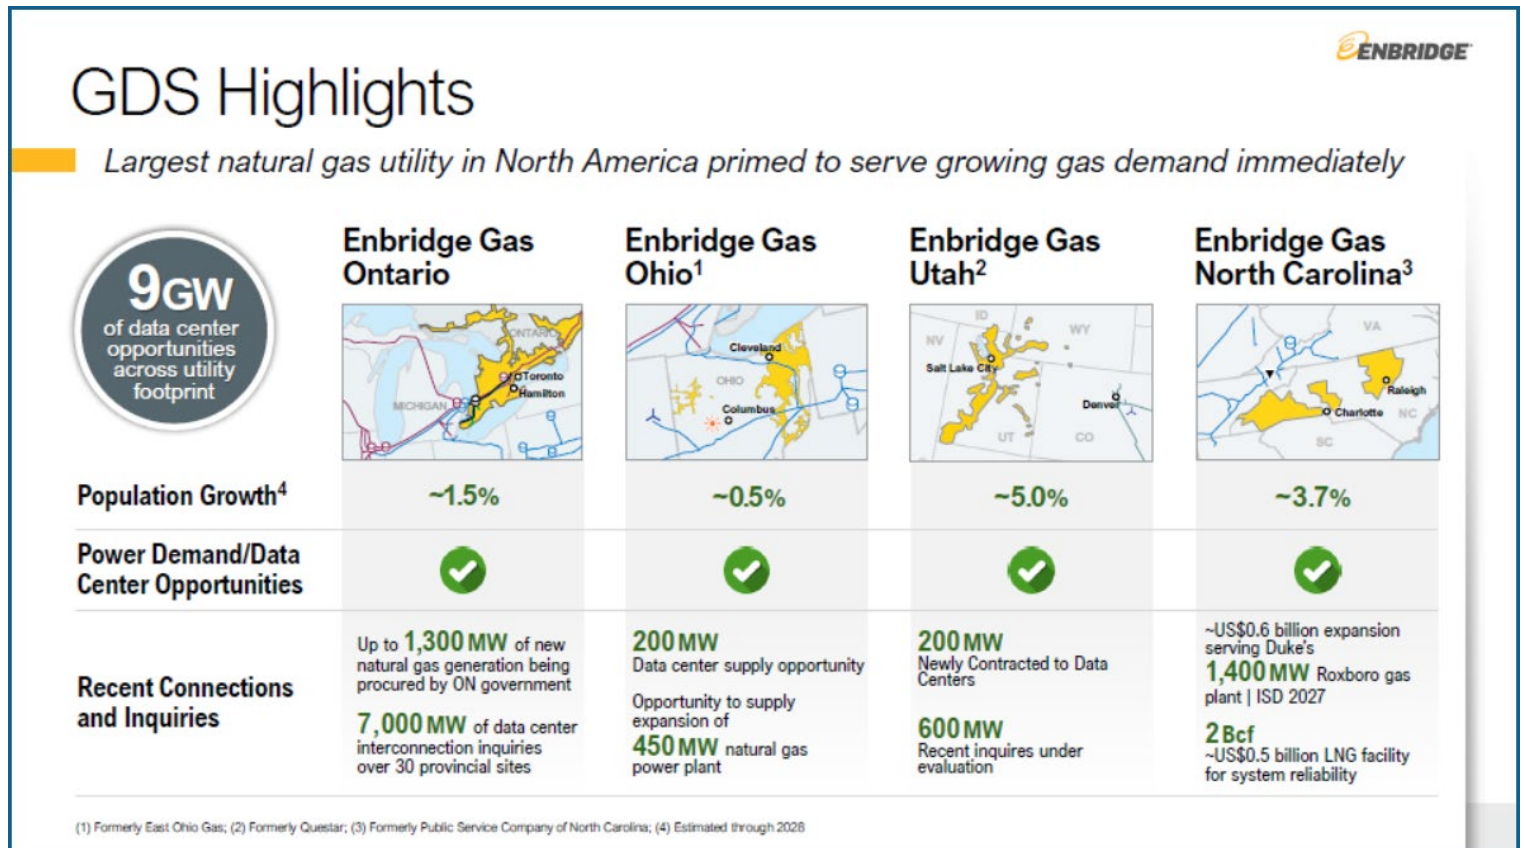 ENBRIDGE
GDS Highlights
Largest natural gas utility in North America primed to serve growing gas demand immediately
9GW
of data center
opportunities
across utility
footprint
Enbridge Gas
Ontario
Enbridge Gas
Ohio1
Enbridge Gas
Utah2
Enbridge Gas
North Carolina3
ONTARIO
Toronto
Hamilton
MICHIGAN
Cleveland
OHIO
Columbus
ID
WY
NV
Salt Lake City
Denver
UT
CO
VA
Raleigh
Charlotte
NC
SC
Population Growth4
~1.5%
~0.5%
~5.0%
~3.7%
Power Demand/Data
Center Opportunities
Recent Connections
and Inquiries
Up to 1,300 MW of new
natural gas generation being
procured by ON government
7,000 MW of data center
interconnection inquiries
over 30 provincial sites
200 MW
Data center supply opportunity
Opportunity to supply
expansion of
450 MW natural gas
power plant
200 MW
Newly Contracted to Data
Centers
600 MW
Recent inquires under
evaluation
~US$0.6 billion expansion
serving Duke's
1,400 MW Roxboro gas
plant | ISD 2027
2 Bcf
~US$0.5 billion LNG facility
for system reliability
(1) Formerly East Ohio Gas; (2) Formerly Questar; (3) Formerly Public Service Company of North Carolina; (4) Estimated through 2028